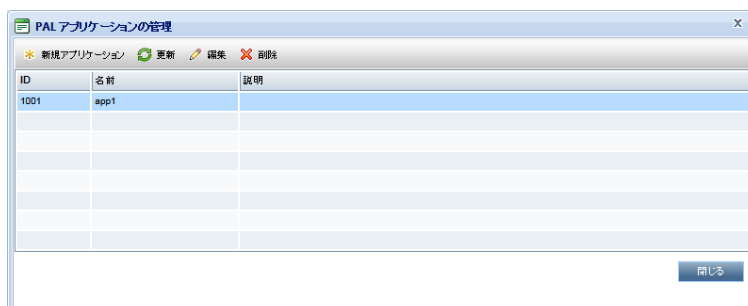 PAL アプリケーションの管理 x
新規アプリケーション 更新 編集 削除
ID 名前 説明
1001 app1
閉じる